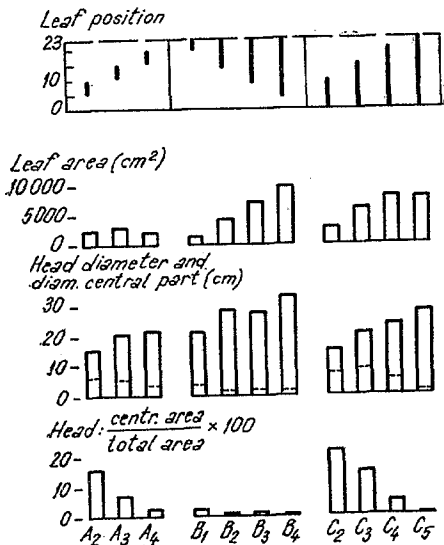 Leaf position
23
10
0
Leaf area (cm²)
10 000
5000
0
Head diameter and
diam. central part (cm)
30
20
10
0
Head: centr. area / total area × 100
20
10
0
A2 A3 A4 B1 B2 B3 B4 C2 C3 C4 C5